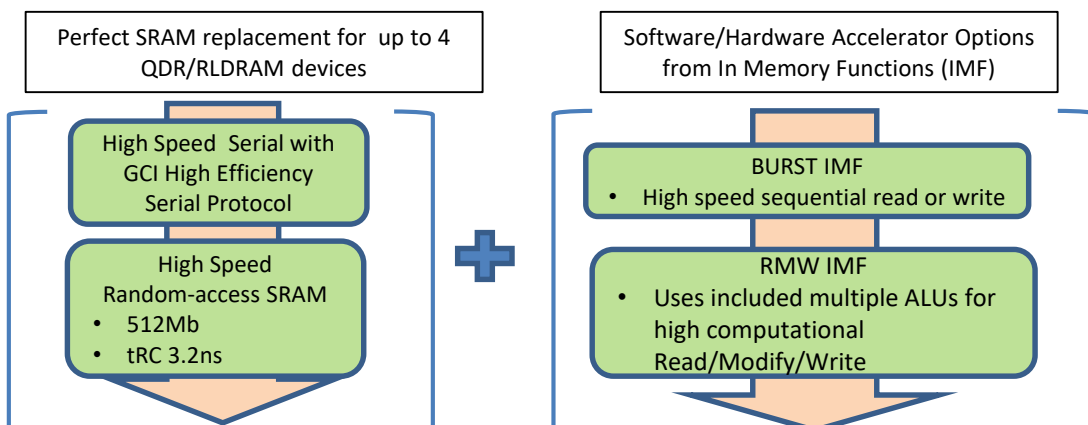 Perfect SRAM replacement for  up to 4
QDR/RLDRAM devices
High Speed  Serial with
GCI High Efficiency
Serial Protocol
High Speed
Random-access SRAM
• 512Mb
• tRC 3.2ns
Software/Hardware Accelerator Options
from In Memory Functions (IMF)
BURST IMF
• High speed sequential read or write
RMW IMF
• Uses included multiple ALUs for
high computational
Read/Modify/Write